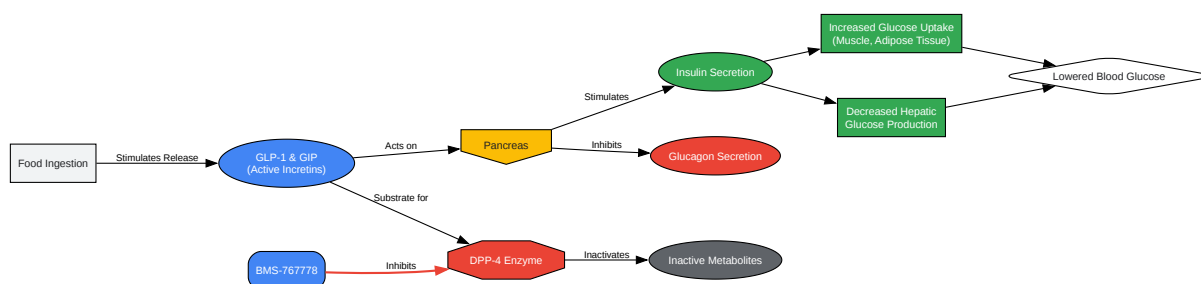 Increased Glucose Uptake
(Muscle, Adipose Tissue)
Insulin Secretion
Lowered Blood Glucose
Stimulates
Decreased Hepatic
Glucose Production
Acts on
Pancreas
Inhibits
Glucagon Secretion
Food Ingestion
Stimulates Release
GLP-1 & GIP
(Active Incretins)
Substrate for
BMS-767778
Inhibits
DPP-4 Enzyme
Inactivates
Inactive Metabolites